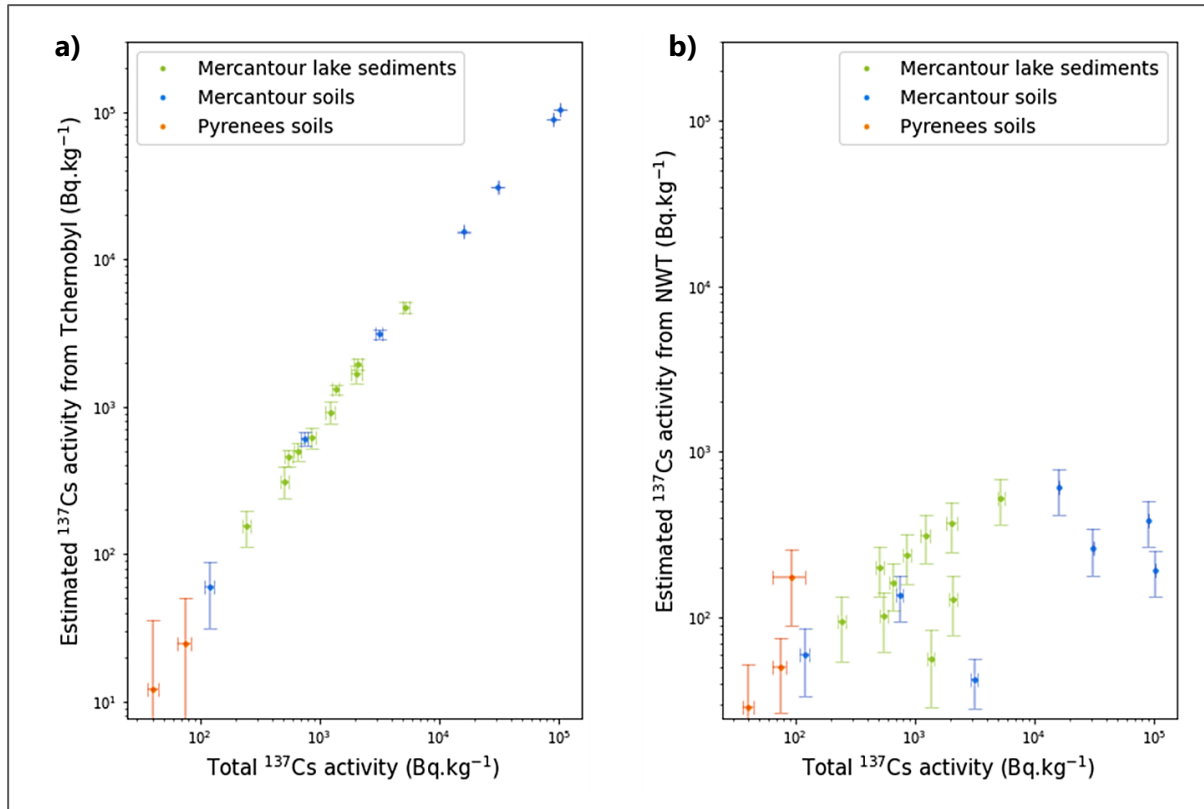 a)
Mercantour lake sediments
Mercantour soils
Pyrenees soils
Estimated ¹³⁷Cs activity from Tchernobyl (Bq.kg⁻¹)
10⁵
10⁴
10³
10²
10¹
10² 10³ 10⁴ 10⁵
Total ¹³⁷Cs activity (Bq.kg⁻¹)
b)
Mercantour lake sediments
Mercantour soils
Pyrenees soils
Estimated ¹³⁷Cs activity from NWT (Bq.kg⁻¹)
10⁵
10⁴
10³
10²
10² 10³ 10⁴ 10⁵
Total ¹³⁷Cs activity (Bq.kg⁻¹)